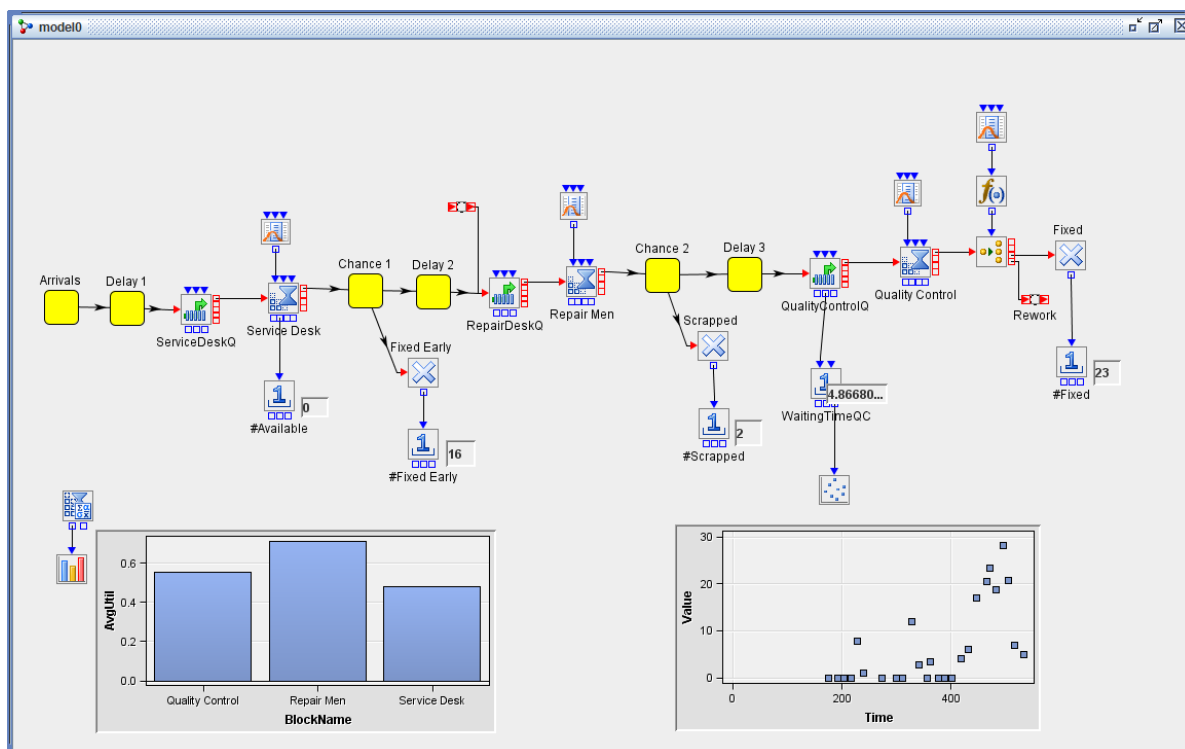 model0
Arrivals
Delay 1
ServiceDeskQ
Service Desk
0
#Available
Chance 1
Delay 2
Fixed Early
16
#Fixed Early
RepairDeskQ
Repair Men
Chance 2
Delay 3
Scrapped
2
#Scrapped
QualityControlQ
4.86680...
WaitingTimeQC
Quality Control
Fixed
Rework
23
#Fixed
AvgUtil
0.6
0.4
0.2
0.0
Quality Control
Repair Men
Service Desk
BlockName
Value
30
20
10
0
0
200
400
Time